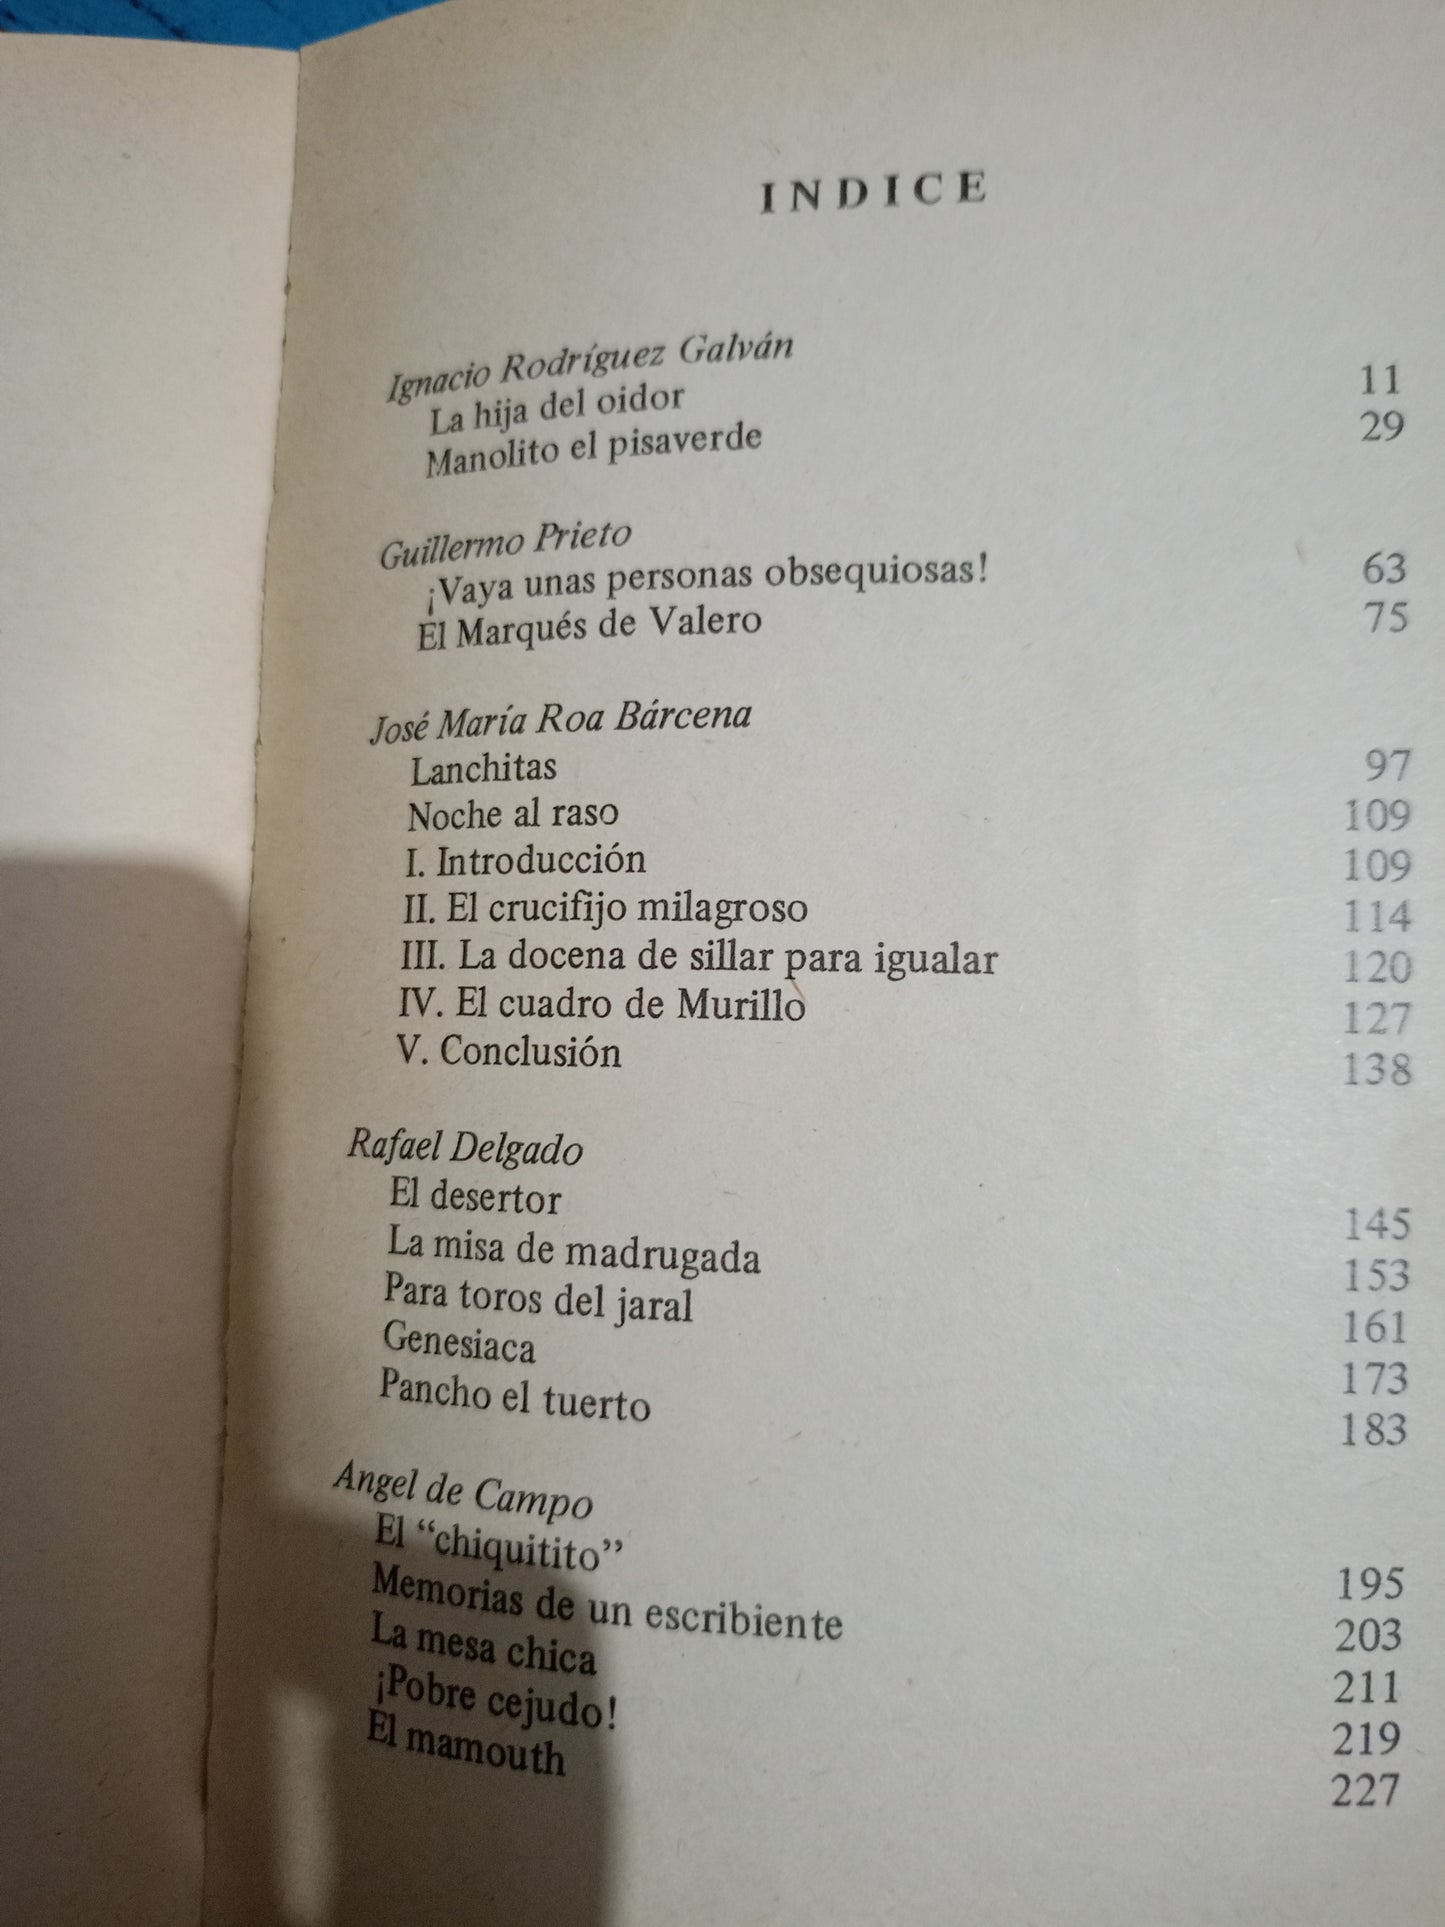 INDICE
Ignacio Rodríguez Galván
La hija del oidor 11
Manolito el pisaverde 29
Guillermo Prieto
¡Vaya unas personas obsequiosas! 63
El Marqués de Valero 75
José María Roa Bárcena
Lanchitas 97
Noche al raso 109
I. Introducción 109
II. El crucifijo milagroso 114
III. La docena de sillar para igualar 120
IV. El cuadro de Murillo 127
V. Conclusión 138
Rafael Delgado
El desertor 145
La misa de madrugada 153
Para toros del jaral 161
Genesiaca 173
Pancho el tuerto 183
Angel de Campo
El “chiquitito” 195
Memorias de un escribiente 203
La mesa chica 211
¡Pobre cejudo! 219
El mamouth 227